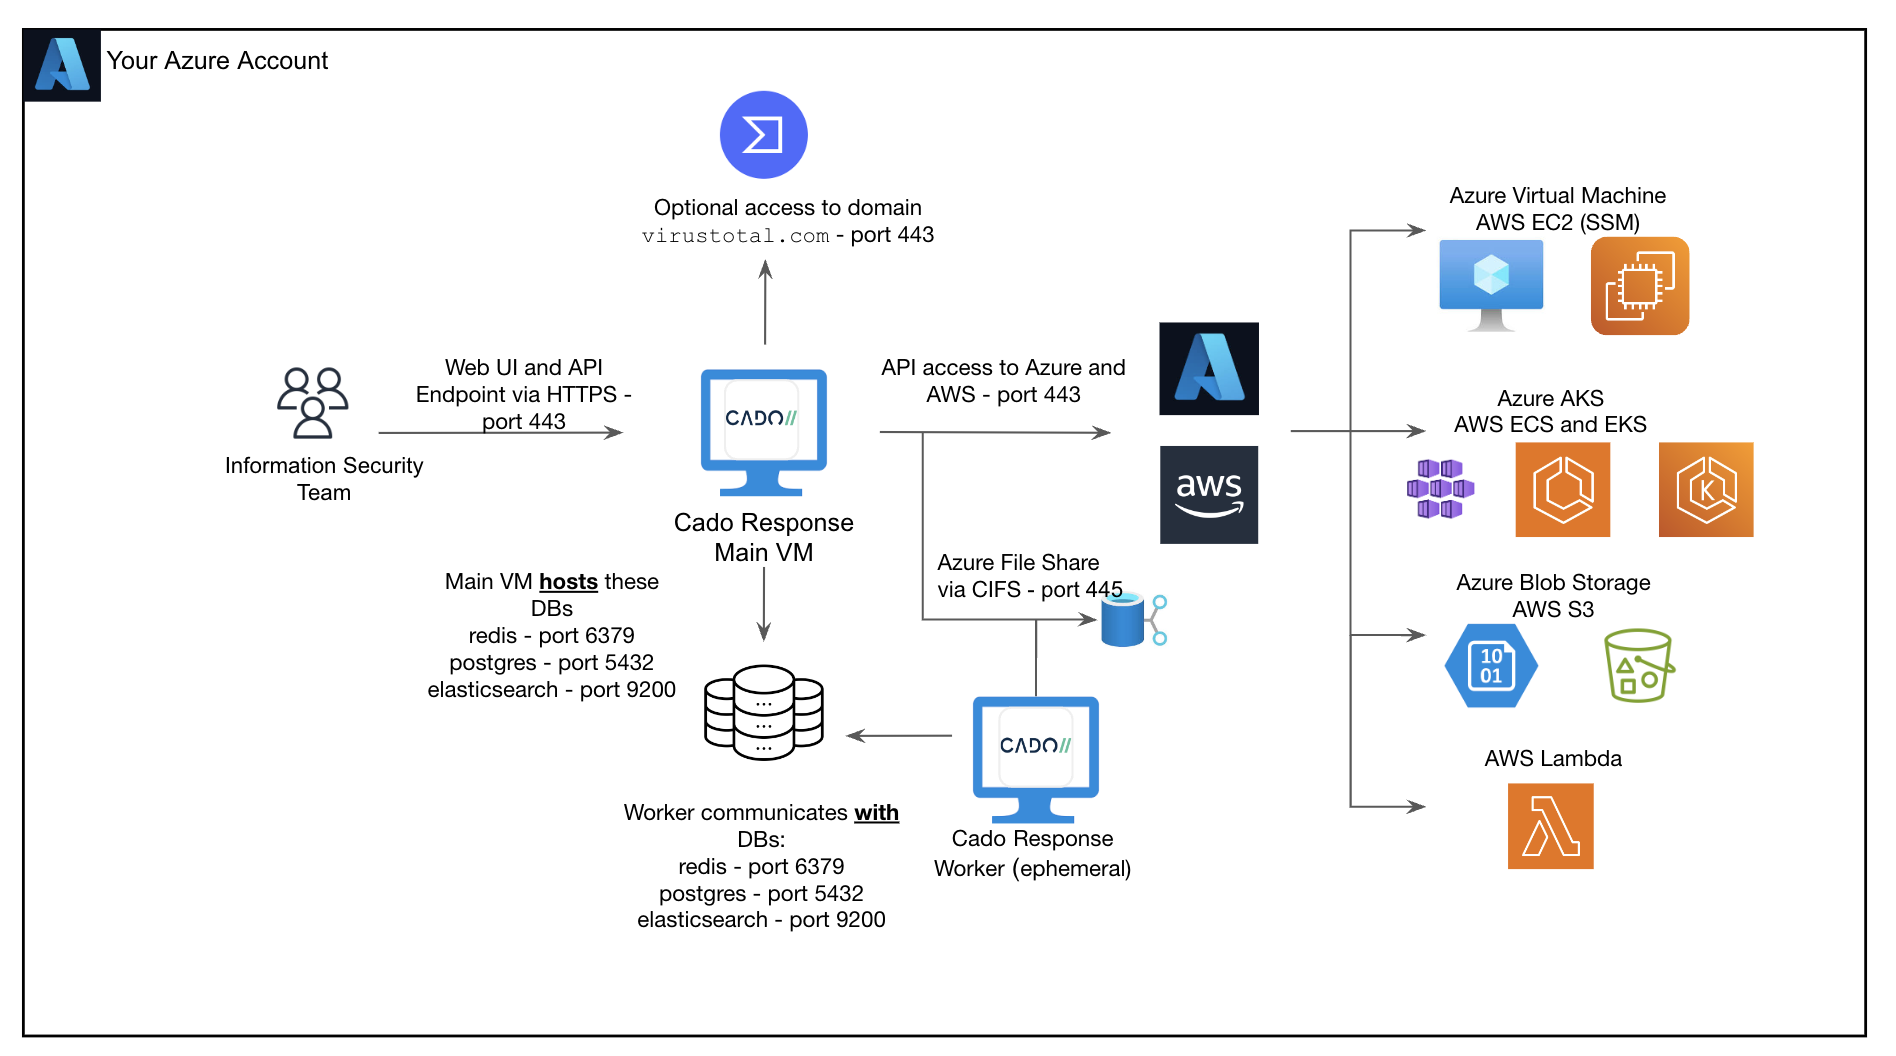 Your Azure Account
Optional access to domain
virustotal.com - port 443
Web UI and API
Endpoint via HTTPS -
port 443
Information Security
Team
CADO//
Cado Response
Main VM
API access to Azure and
AWS - port 443
aws
Azure File Share
via CIFS - port 445
Main VM hosts these
DBs
redis - port 6379
postgres - port 5432
elasticsearch - port 9200
...
...
...
CADO//
Cado Response
Worker (ephemeral)
Worker communicates with
DBs:
redis - port 6379
postgres - port 5432
elasticsearch - port 9200
Azure Virtual Machine
AWS EC2 (SSM)
Azure AKS
AWS ECS and EKS
K
Azure Blob Storage
AWS S3
10
01
AWS Lambda